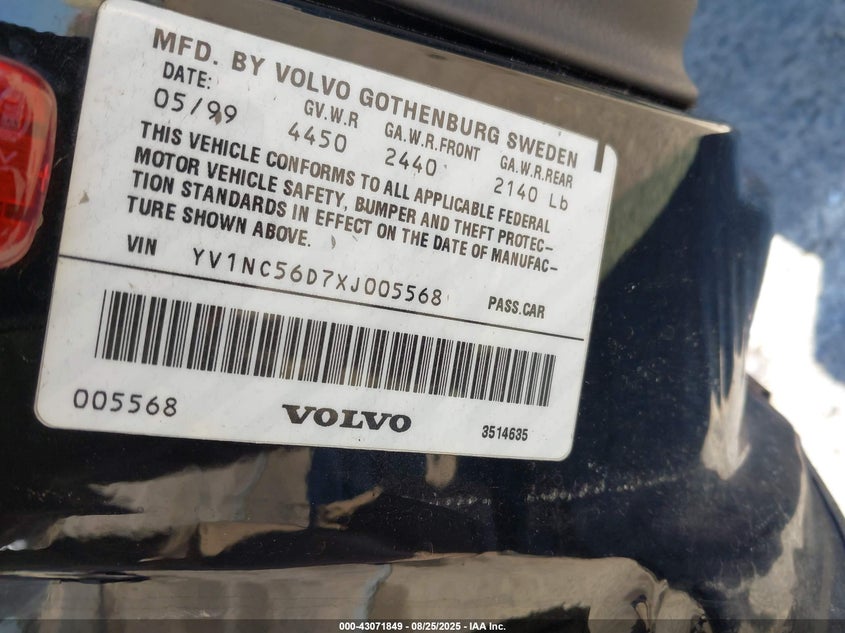 MFD. BY VOLVO GOTHENBURG SWEDEN
DATE: GV.W.R GA.W.R.FRONT GA.W.R.REAR
05/99 4450 2440 2140 Lb
THIS VEHICLE CONFORMS TO ALL APPLICABLE FEDERAL
MOTOR VEHICLE SAFETY, BUMPER AND THEFT PROTEC-
TION STANDARDS IN EFFECT ON THE DATE OF MANUFAC-
TURE SHOWN ABOVE.
VIN YV1NC56D7XJ005568 PASS.CAR
005568 VOLVO 3514635
000-43071849 - 08/25/2025 - IAA Inc.